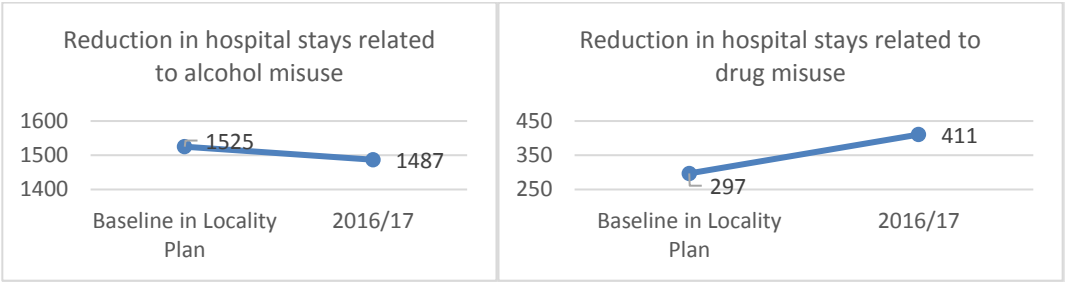 Reduction in hospital stays related
to alcohol misuse
1600
1500
1400
1525
1487
Baseline in Locality
Plan
2016/17
Reduction in hospital stays related to
drug misuse
450
350
250
297
411
Baseline in Locality
Plan
2016/17